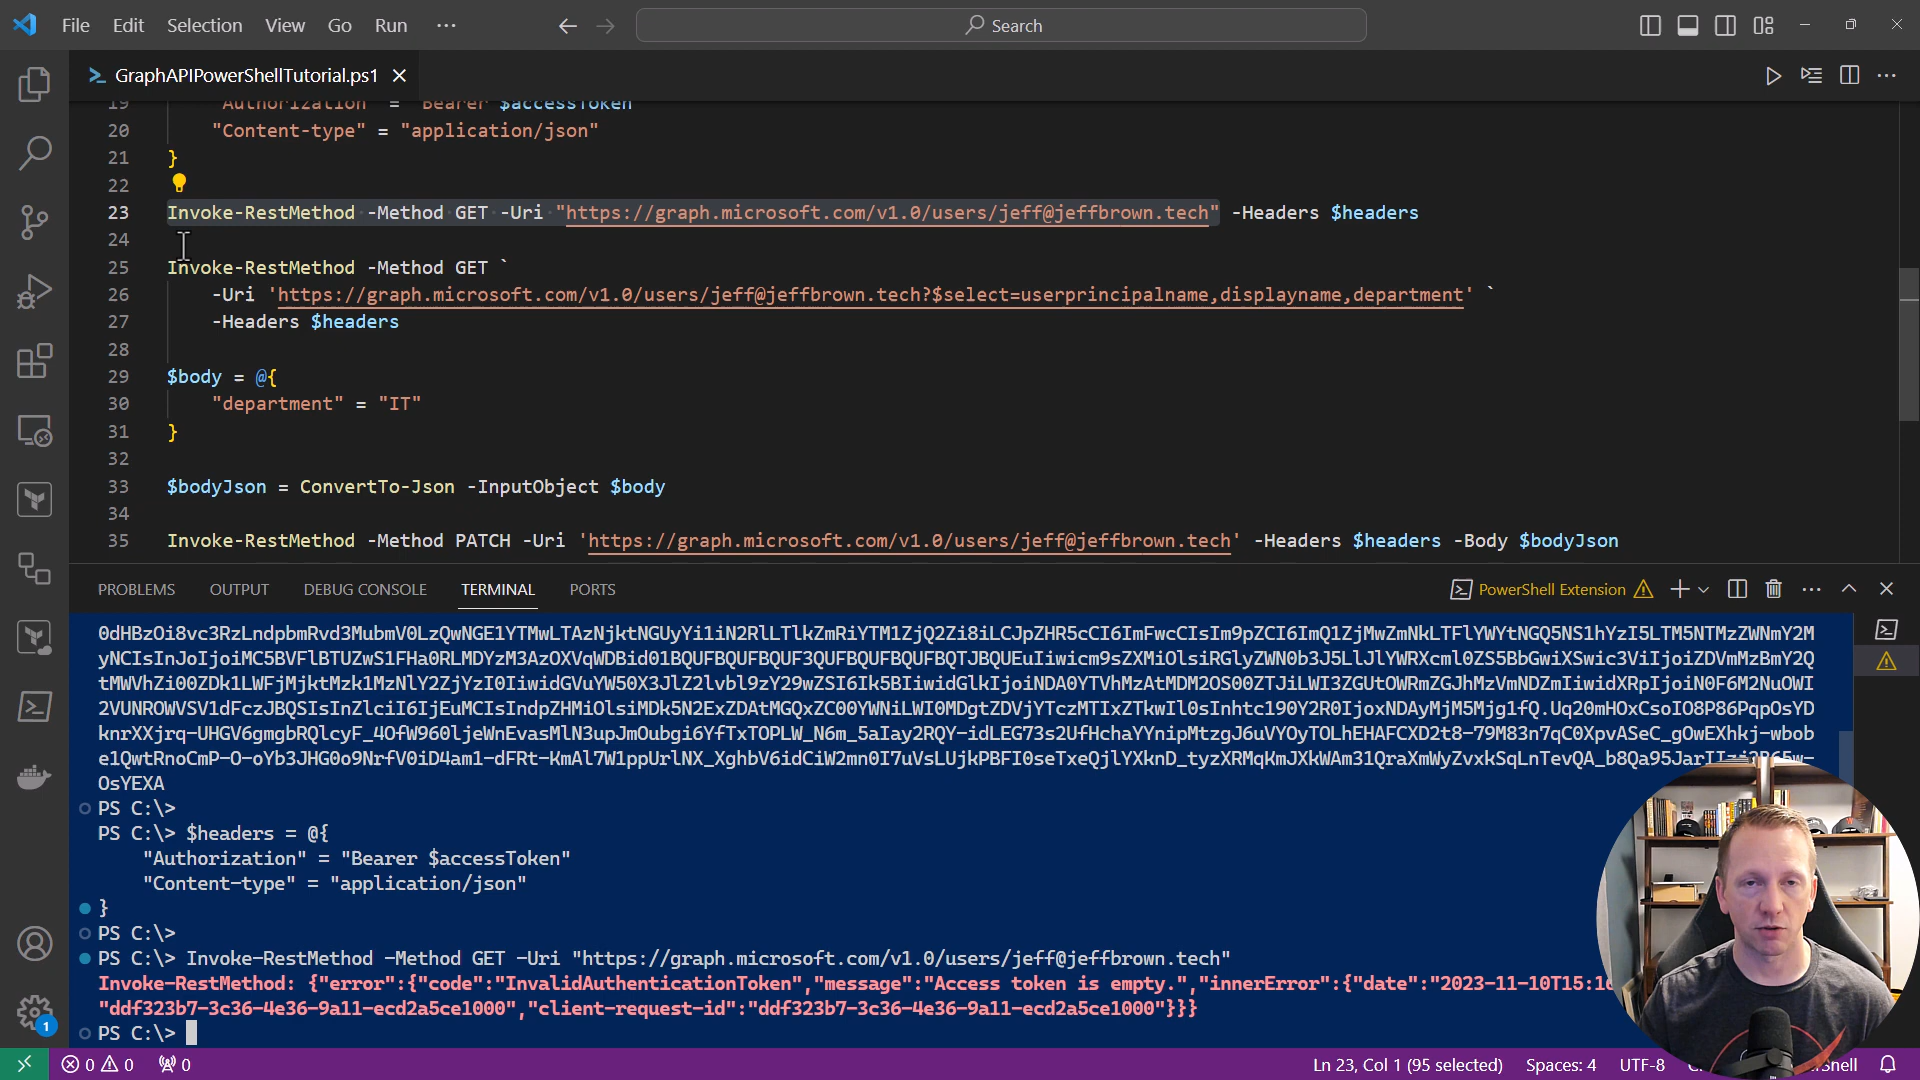 File Edit Selection View Go Run ··· Search
GraphAPIPowerShellTutorial.ps1
19 "Authorization" = "Bearer $accessToken"
20 "Content-type" = "application/json"
21 }
22
23 Invoke-RestMethod -Method GET -Uri "https://graph.microsoft.com/v1.0/users/jeff@jeffbrown.tech" -Headers $headers
24
25 Invoke-RestMethod -Method GET `
26 -Uri 'https://graph.microsoft.com/v1.0/users/jeff@jeffbrown.tech?$select=userprincipalname,displayname,department' `
27 -Headers $headers
28
29 $body = @{
30 "department" = "IT"
31 }
32
33 $bodyJson = ConvertTo-Json -InputObject $body
34
35 Invoke-RestMethod -Method PATCH -Uri 'https://graph.microsoft.com/v1.0/users/jeff@jeffbrown.tech' -Headers $headers -Body $bodyJson
PROBLEMS OUTPUT DEBUG CONSOLE TERMINAL PORTS PowerShell Extension
OsYEXA
PS C:\>
PS C:\> $headers = @{
"Authorization" = "Bearer $accessToken"
"Content-type" = "application/json"
}
PS C:\>
PS C:\> Invoke-RestMethod -Method GET -Uri "https://graph.microsoft.com/v1.0/users/jeff@jeffbrown.tech"
Invoke-RestMethod: {"error":{"code":"InvalidAuthenticationToken","message":"Access token is empty.","innerError":{"date":"2023-11-10T15:
"ddf323b7-3c36-4e36-9a11-ecd2a5ce1000","client-request-id":"ddf323b7-3c36-4e36-9a11-ecd2a5ce1000"}}}
PS C:\>
1
0 0 0 Ln 23, Col 1 (95 selected) Spaces: 4 UTF-8